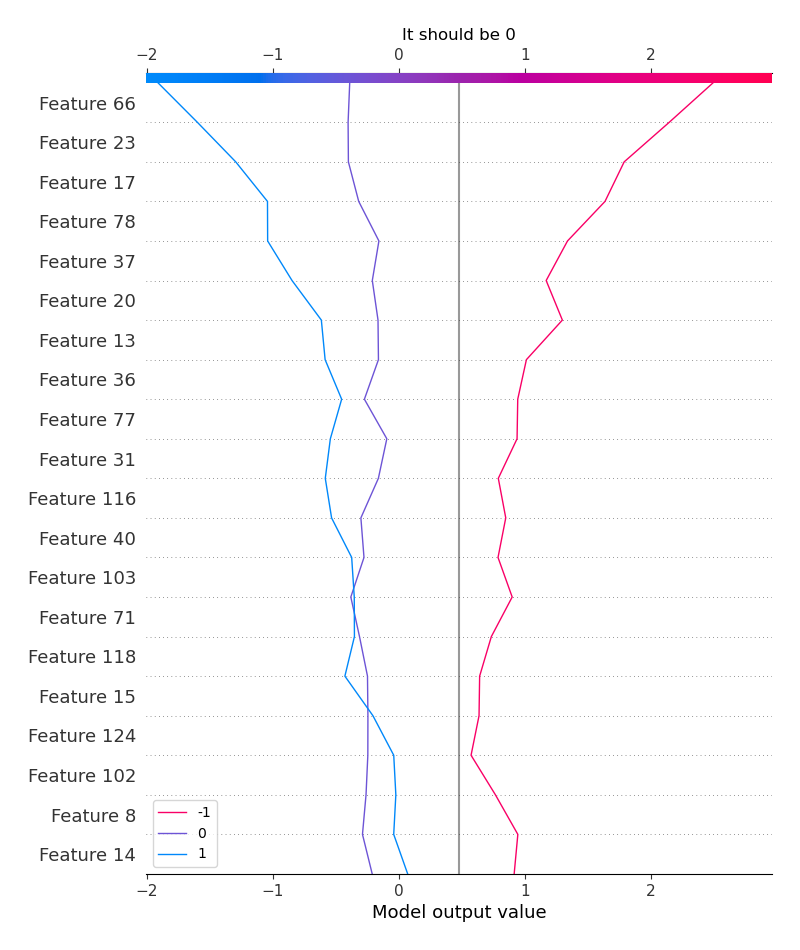 It should be 0
−2 −1 0 1 2
Feature 66
Feature 23
Feature 17
Feature 78
Feature 37
Feature 20
Feature 13
Feature 36
Feature 77
Feature 31
Feature 116
Feature 40
Feature 103
Feature 71
Feature 118
Feature 15
Feature 124
Feature 102
Feature 8
Feature 14
-1
0
1
−2 −1 0 1 2
Model output value